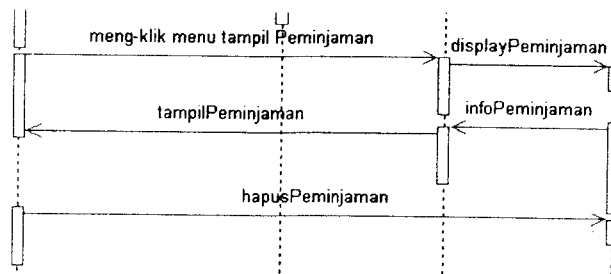 meng-klik menu tampil Peminjaman
displayPeminjaman
tampilPeminjaman
infoPeminjaman
hapusPeminjaman